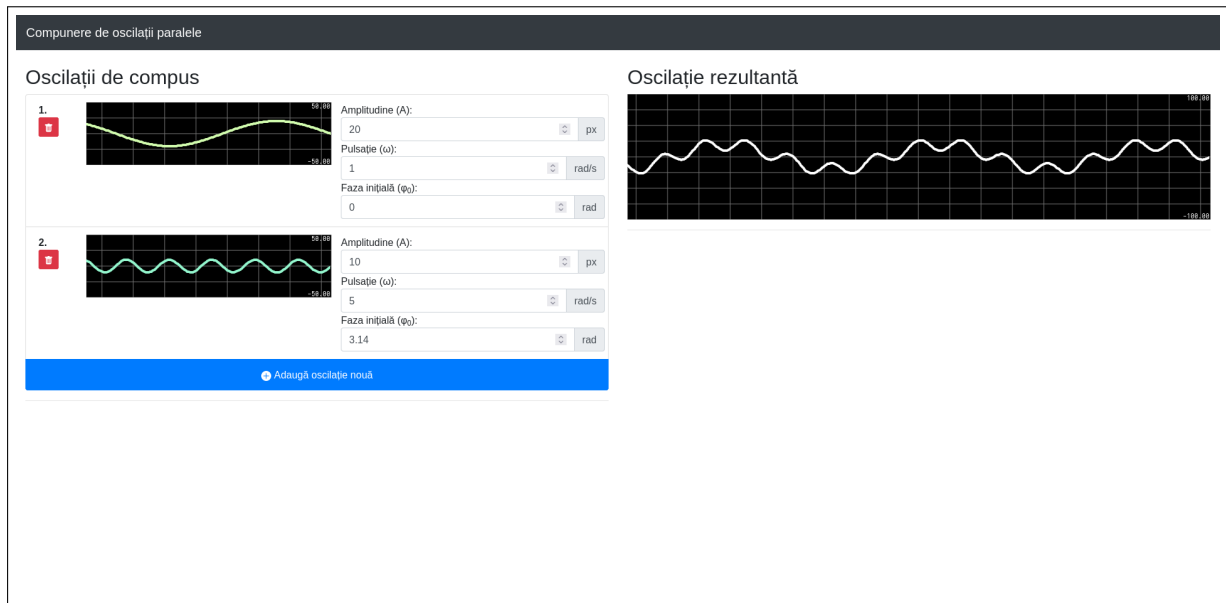 Compunere de oscilații paralele
Oscilații de compus
1.
50.00
-50.00
Amplitudine (A):
20
px
Pulsație (ω):
1
rad/s
Faza inițială (φ0):
0
rad
2.
50.00
-50.00
Amplitudine (A):
10
px
Pulsație (ω):
5
rad/s
Faza inițială (φ0):
3.14
rad
Adaugă oscilație nouă
Oscilație rezultantă
100.00
-100.00